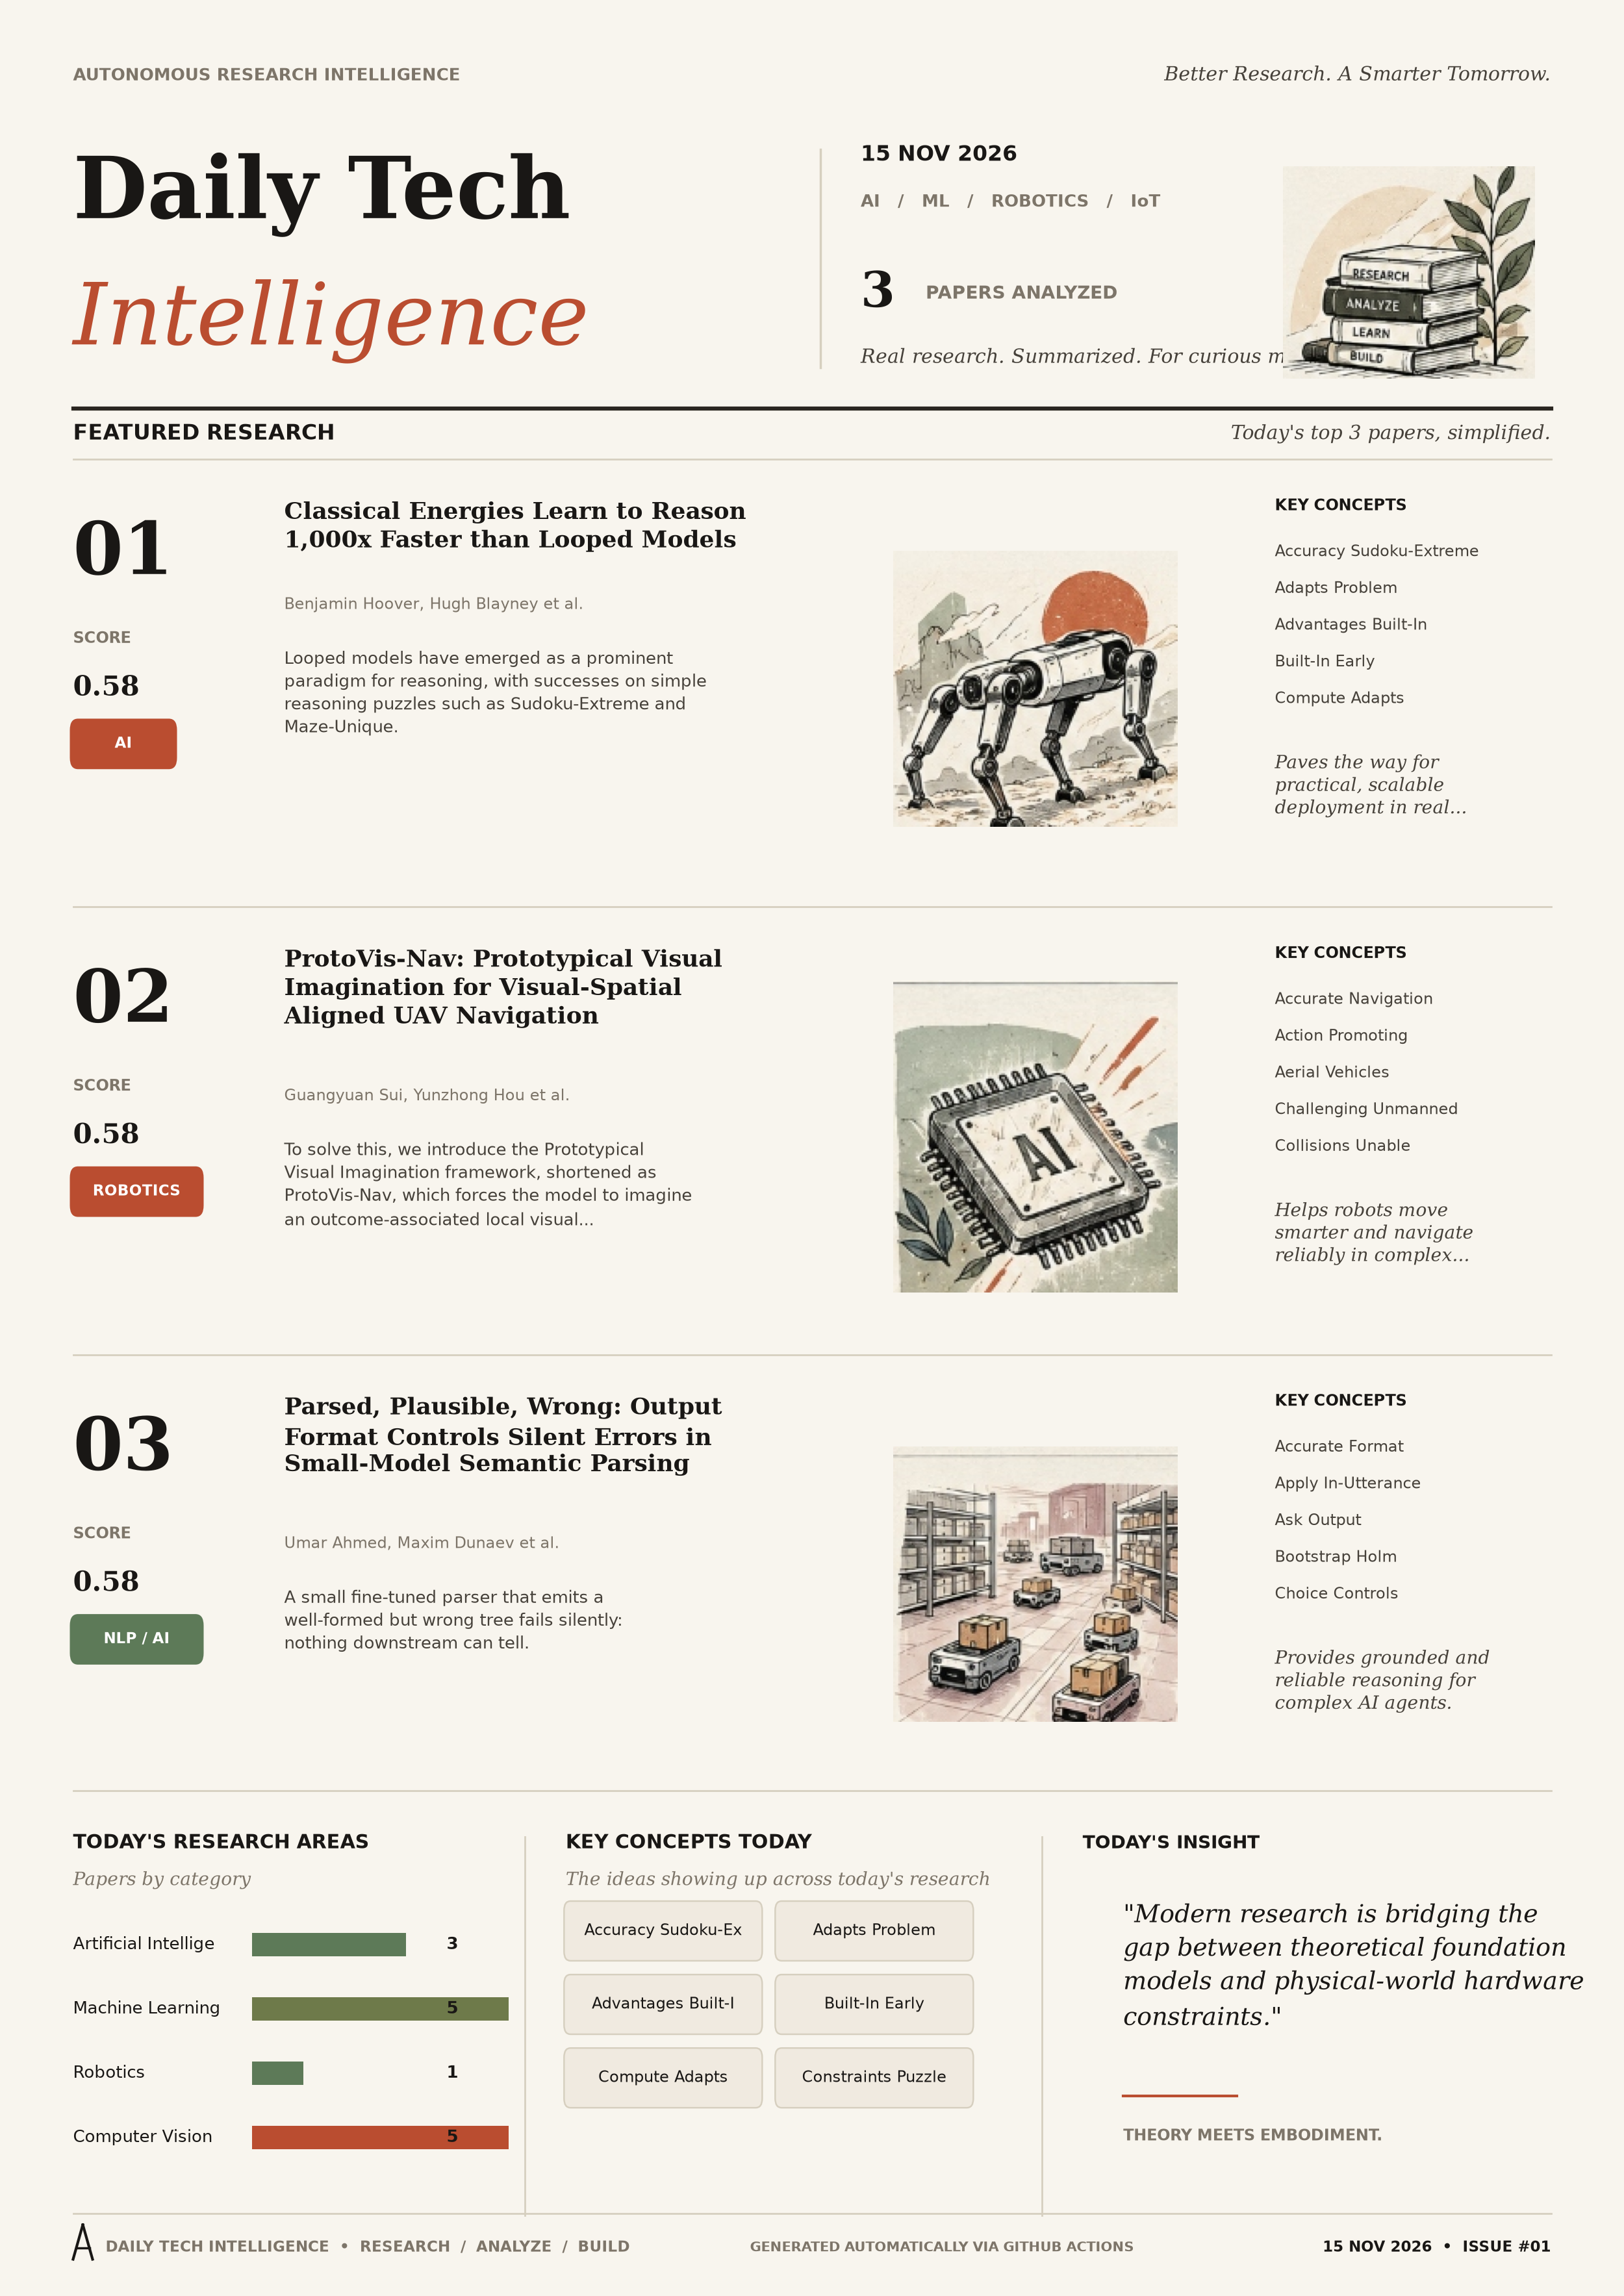 AUTONOMOUS RESEARCH INTELLIGENCE
Better Research. A Smarter Tomorrow.
Daily Tech
Intelligence
15 NOV 2026
AI / ML / ROBOTICS / IoT
3 PAPERS ANALYZED
Real research. Summarized. For curious m
RESEARCH
ANALYZE
LEARN
BUILD
FEATURED RESEARCH
Today's top 3 papers, simplified.
01
SCORE
0.58
AI
Classical Energies Learn to Reason
1,000x Faster than Looped Models
Benjamin Hoover, Hugh Blayney et al.
Looped models have emerged as a prominent
paradigm for reasoning, with successes on simple
reasoning puzzles such as Sudoku-Extreme and
Maze-Unique.
KEY CONCEPTS
Accuracy Sudoku-Extreme
Adapts Problem
Advantages Built-In
Built-In Early
Compute Adapts
Paves the way for
practical, scalable
deployment in real...
02
SCORE
0.58
ROBOTICS
ProtoVis-Nav: Prototypical Visual
Imagination for Visual-Spatial
Aligned UAV Navigation
Guangyuan Sui, Yunzhong Hou et al.
To solve this, we introduce the Prototypical
Visual Imagination framework, shortened as
ProtoVis-Nav, which forces the model to imagine
an outcome-associated local visual...
AI
KEY CONCEPTS
Accurate Navigation
Action Promoting
Aerial Vehicles
Challenging Unmanned
Collisions Unable
Helps robots move
smarter and navigate
reliably in complex...
03
SCORE
0.58
NLP / AI
Parsed, Plausible, Wrong: Output
Format Controls Silent Errors in
Small-Model Semantic Parsing
Umar Ahmed, Maxim Dunaev et al.
A small fine-tuned parser that emits a
well-formed but wrong tree fails silently:
nothing downstream can tell.
KEY CONCEPTS
Accurate Format
Apply In-Utterance
Ask Output
Bootstrap Holm
Choice Controls
Provides grounded and
reliable reasoning for
complex AI agents.
TODAY'S RESEARCH AREAS
Papers by category
Artificial Intellige 3
Machine Learning 5
Robotics 1
Computer Vision 5
KEY CONCEPTS TODAY
The ideas showing up across today's research
Accuracy Sudoku-Ex
Adapts Problem
Advantages Built-I
Built-In Early
Compute Adapts
Constraints Puzzle
TODAY'S INSIGHT
"Modern research is bridging the
gap between theoretical foundation
models and physical-world hardware
constraints."
THEORY MEETS EMBODIMENT.
A DAILY TECH INTELLIGENCE • RESEARCH / ANALYZE / BUILD
GENERATED AUTOMATICALLY VIA GITHUB ACTIONS
15 NOV 2026 • ISSUE #01